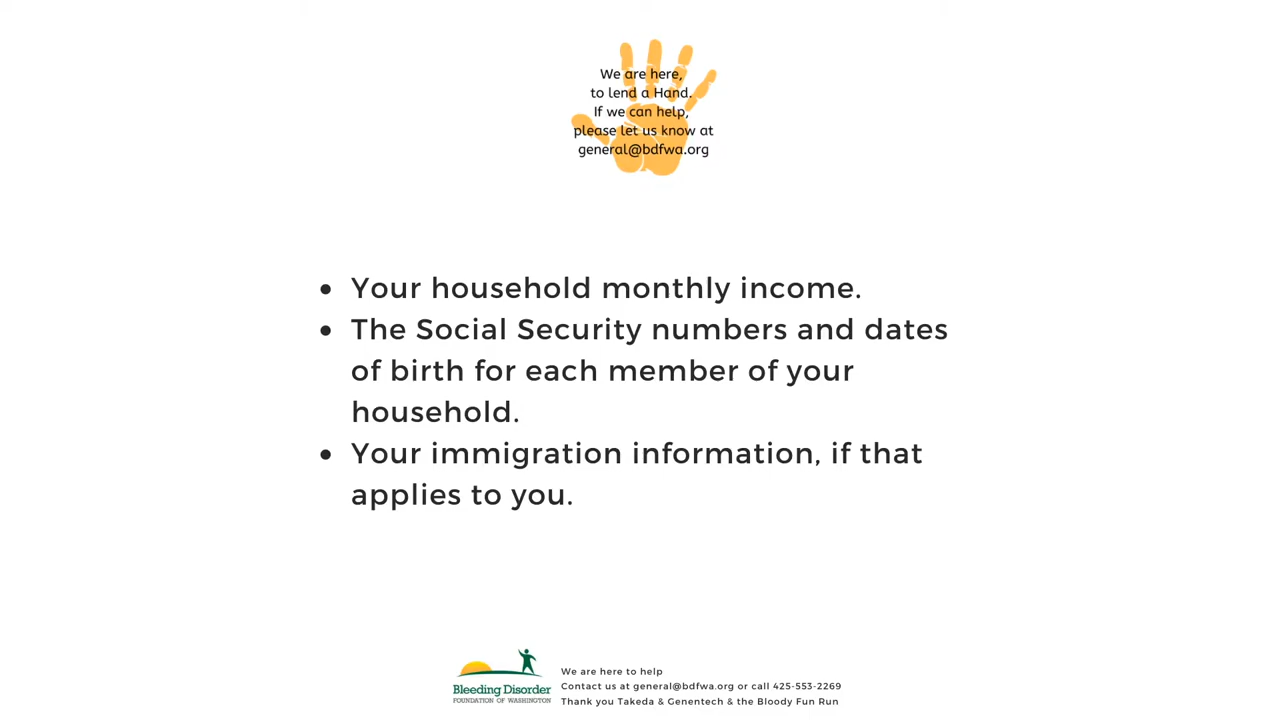 We are here,
to lend a Hand.
If we can help,
please let us know at
general@bdfwa.org
• Your household monthly income.
• The Social Security numbers and dates
of birth for each member of your
household.
• Your immigration information, if that
applies to you.
Bleeding Disorder
FOUNDATION OF WASHINGTON
We are here to help
Contact us at general@bdfwa.org or call 425-553-2269
Thank you Takeda & Genentech & the Bloody Fun Run